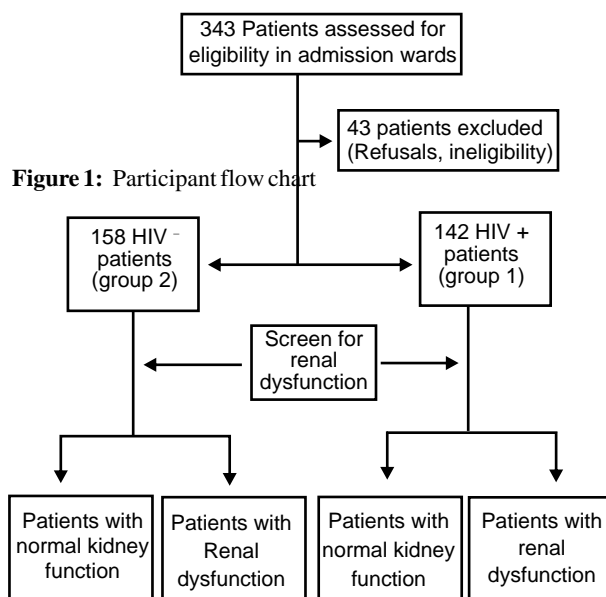 343 Patients assessed for
eligibility in admission wards
43 patients excluded
(Refusals, ineligibility)
Figure 1: Participant flow chart
158 HIV -
patients
(group 2)
142 HIV +
patients
(group 1)
Screen for
renal
dysfunction
Patients with
normal kidney
function
Patients with
Renal
dysfunction
Patients with
normal kidney
function
Patients with
renal
dysfunction